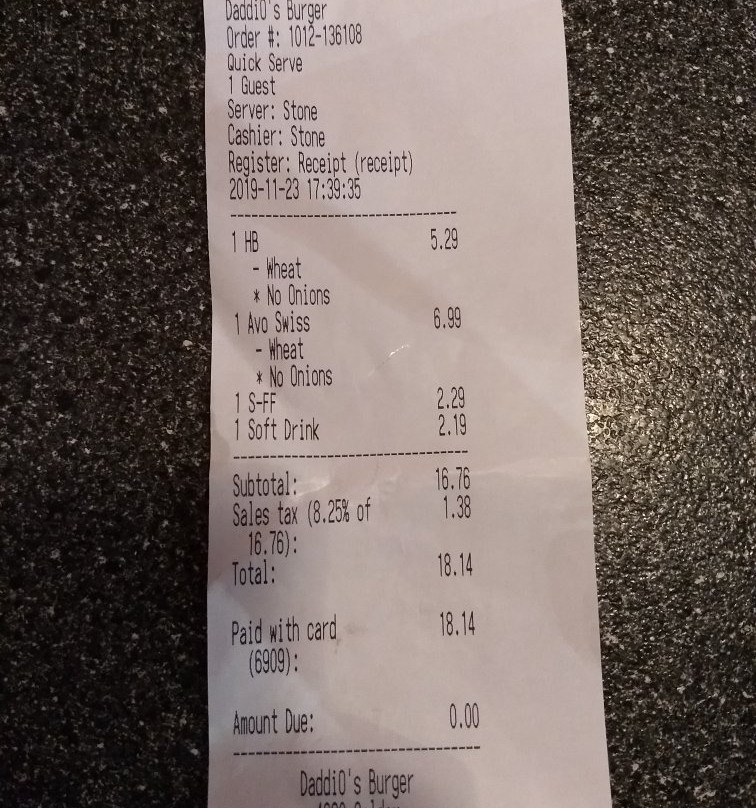 DaddiO's Burger
Order #: 1012-136108
Quick Serve
1 Guest
Server: Stone
Cashier: Stone
Register: Receipt (receipt)
2019-11-23 17:39:35
1 HB 5.29
- Wheat
* No Onions
1 Avo Swiss 6.99
- Wheat
* No Onions
1 S-FF 2.29
1 Soft Drink 2.19
Subtotal: 16.76
Sales tax (8.25% of 1.38
16.76):
Total: 18.14
Paid with card 18.14
(6909):
Amount Due: 0.00
DaddiO's Burger